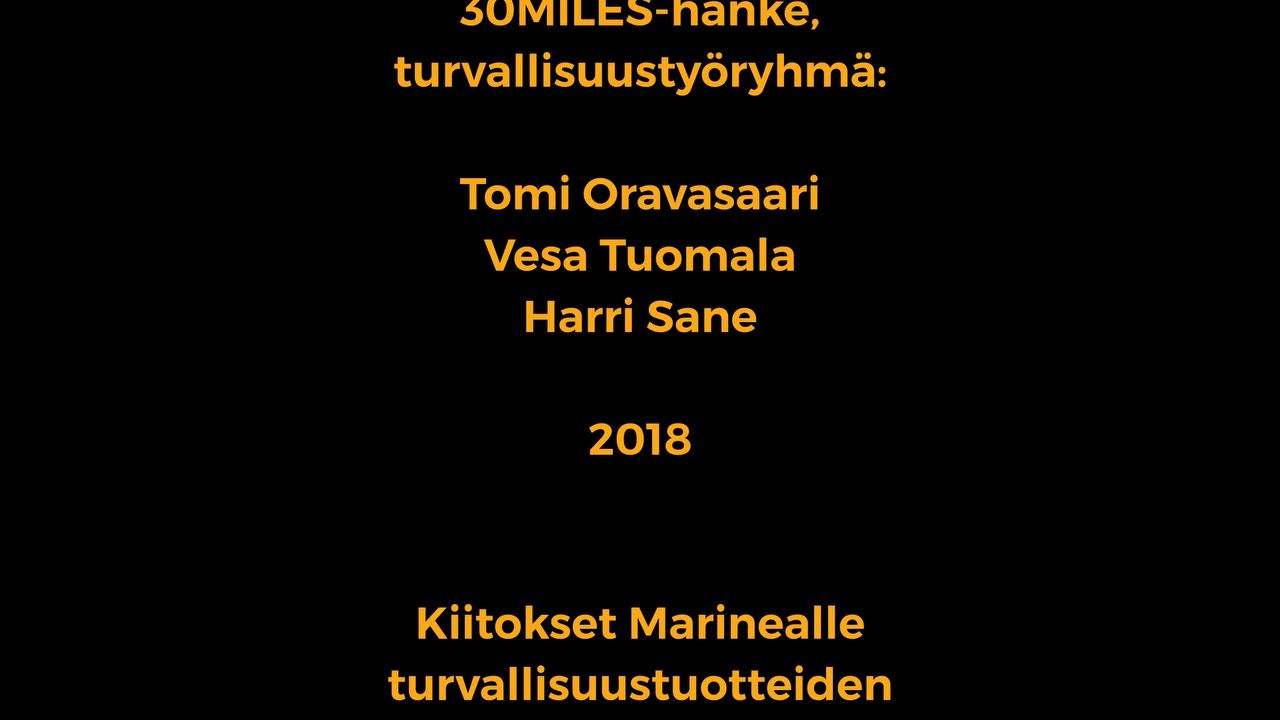 30MILES-hanke,
turvallisuustyöryhmä:
Tomi Oravasaari
Vesa Tuomala
Harri Sane
2018
Kiitokset Marinealle
turvallisuustuotteiden